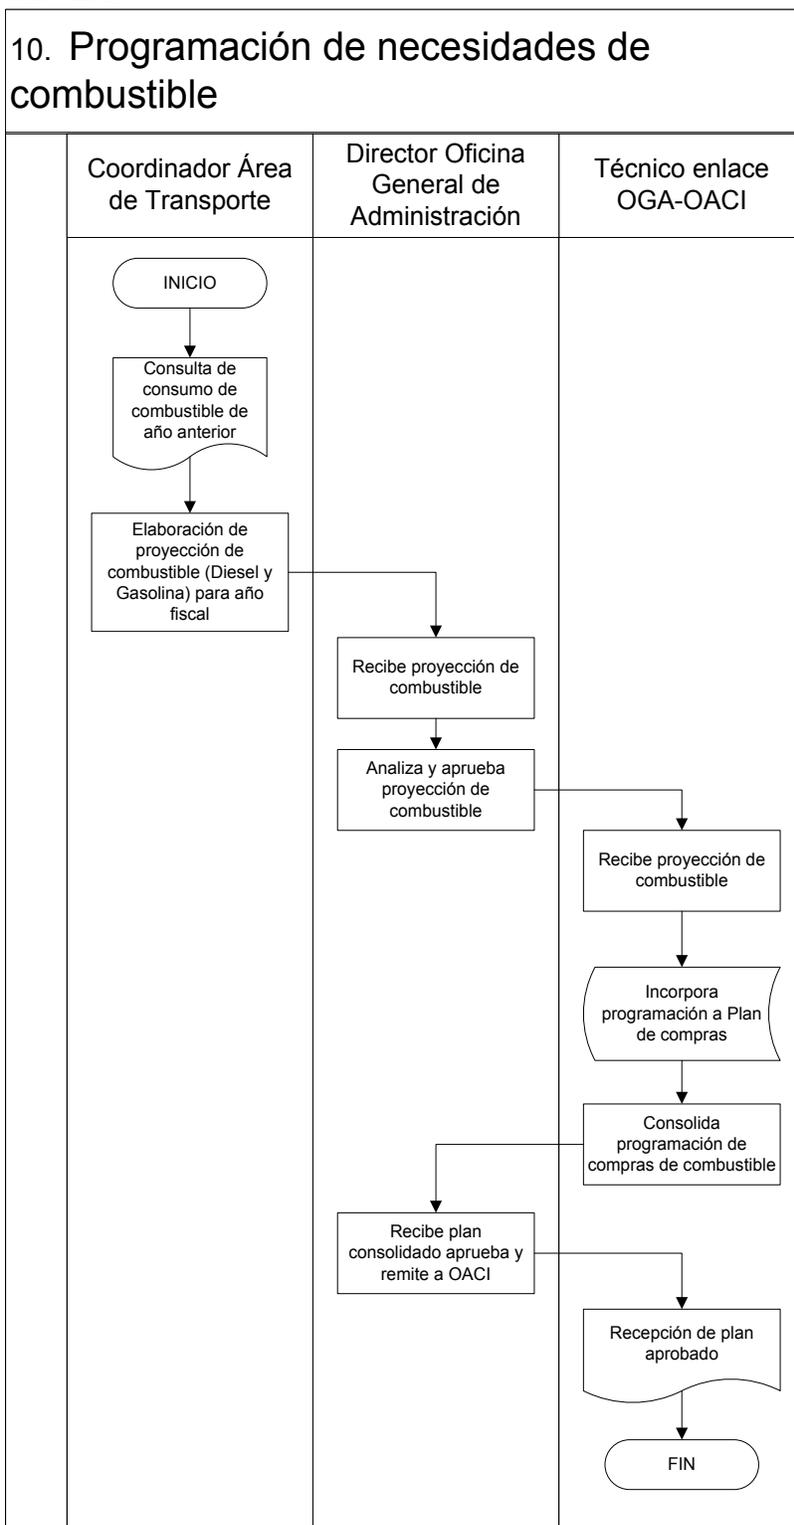 10. Programación de necesidades de
combustible
Coordinador Área
de Transporte
Director Oficina
General de
Administración
Técnico enlace
OGA-OACI
INICIO
Consulta de
consumo de
combustible de
año anterior
Elaboración de
proyección de
combustible (Diesel y
Gasolina) para año
fiscal
Recibe proyección de
combustible
Analiza y aprueba
proyección de
combustible
Recibe proyección de
combustible
Incorpora
programación a Plan
de compras
Consolida
programación de
compras de combustible
Recibe plan
consolidado aprueba y
remite a OACI
Recepción de plan
aprobado
FIN